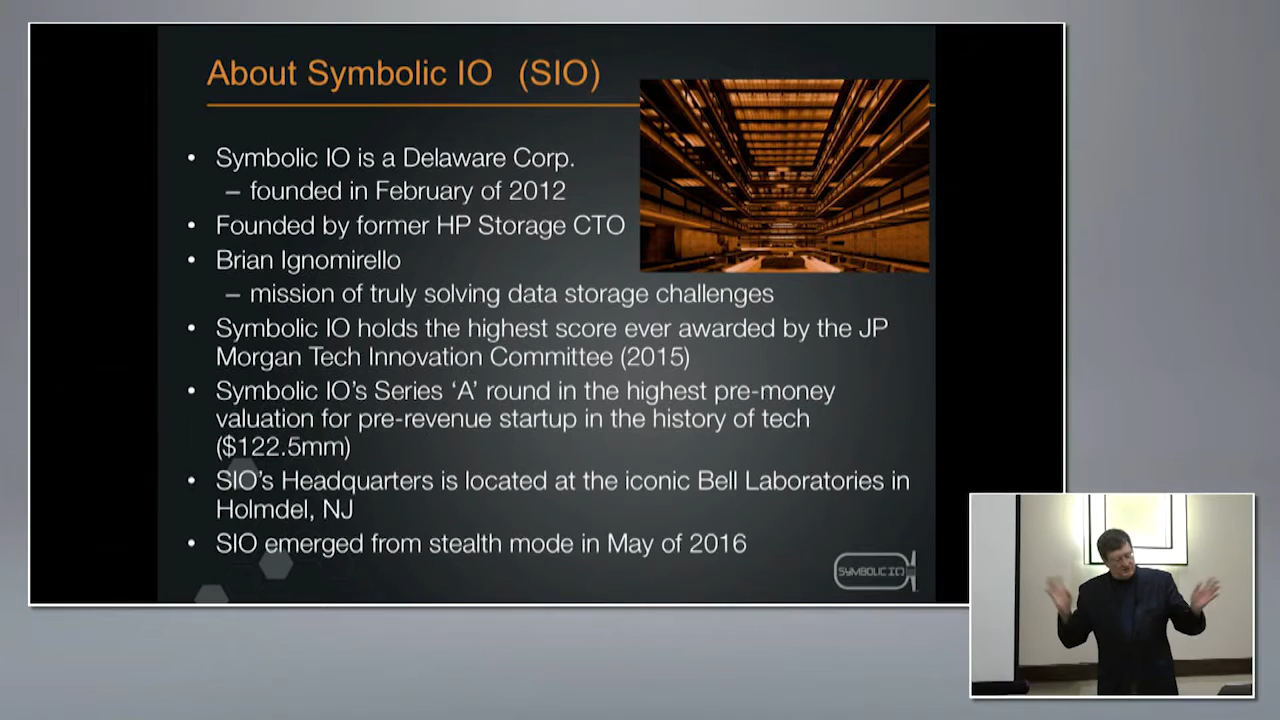 About Symbolic IO (SIO)
• Symbolic IO is a Delaware Corp.
– founded in February of 2012
• Founded by former HP Storage CTO
• Brian Ignomirello
– mission of truly solving data storage challenges
• Symbolic IO holds the highest score ever awarded by the JP
Morgan Tech Innovation Committee (2015)
• Symbolic IO's Series 'A' round in the highest pre-money
valuation for pre-revenue startup in the history of tech
($122.5mm)
• SIO's Headquarters is located at the iconic Bell Laboratories in
Holmdel, NJ
• SIO emerged from stealth mode in May of 2016
SYMBOLIC IO